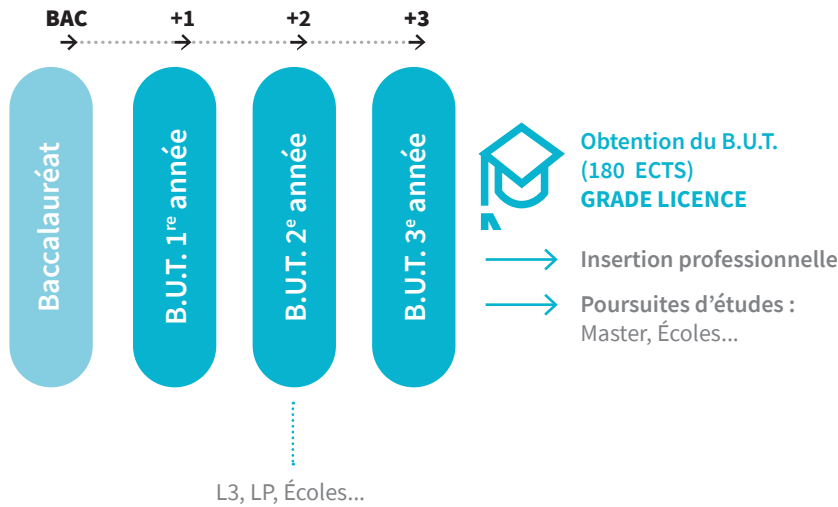 BAC +1 +2 +3
Baccalauréat
B.U.T. 1re année
B.U.T. 2e année
B.U.T. 3e année
Obtention du B.U.T.
(180 ECTS)
GRADE LICENCE
Insertion professionnelle
Poursuites d'études :
Master, Écoles...
L3, LP, Écoles...